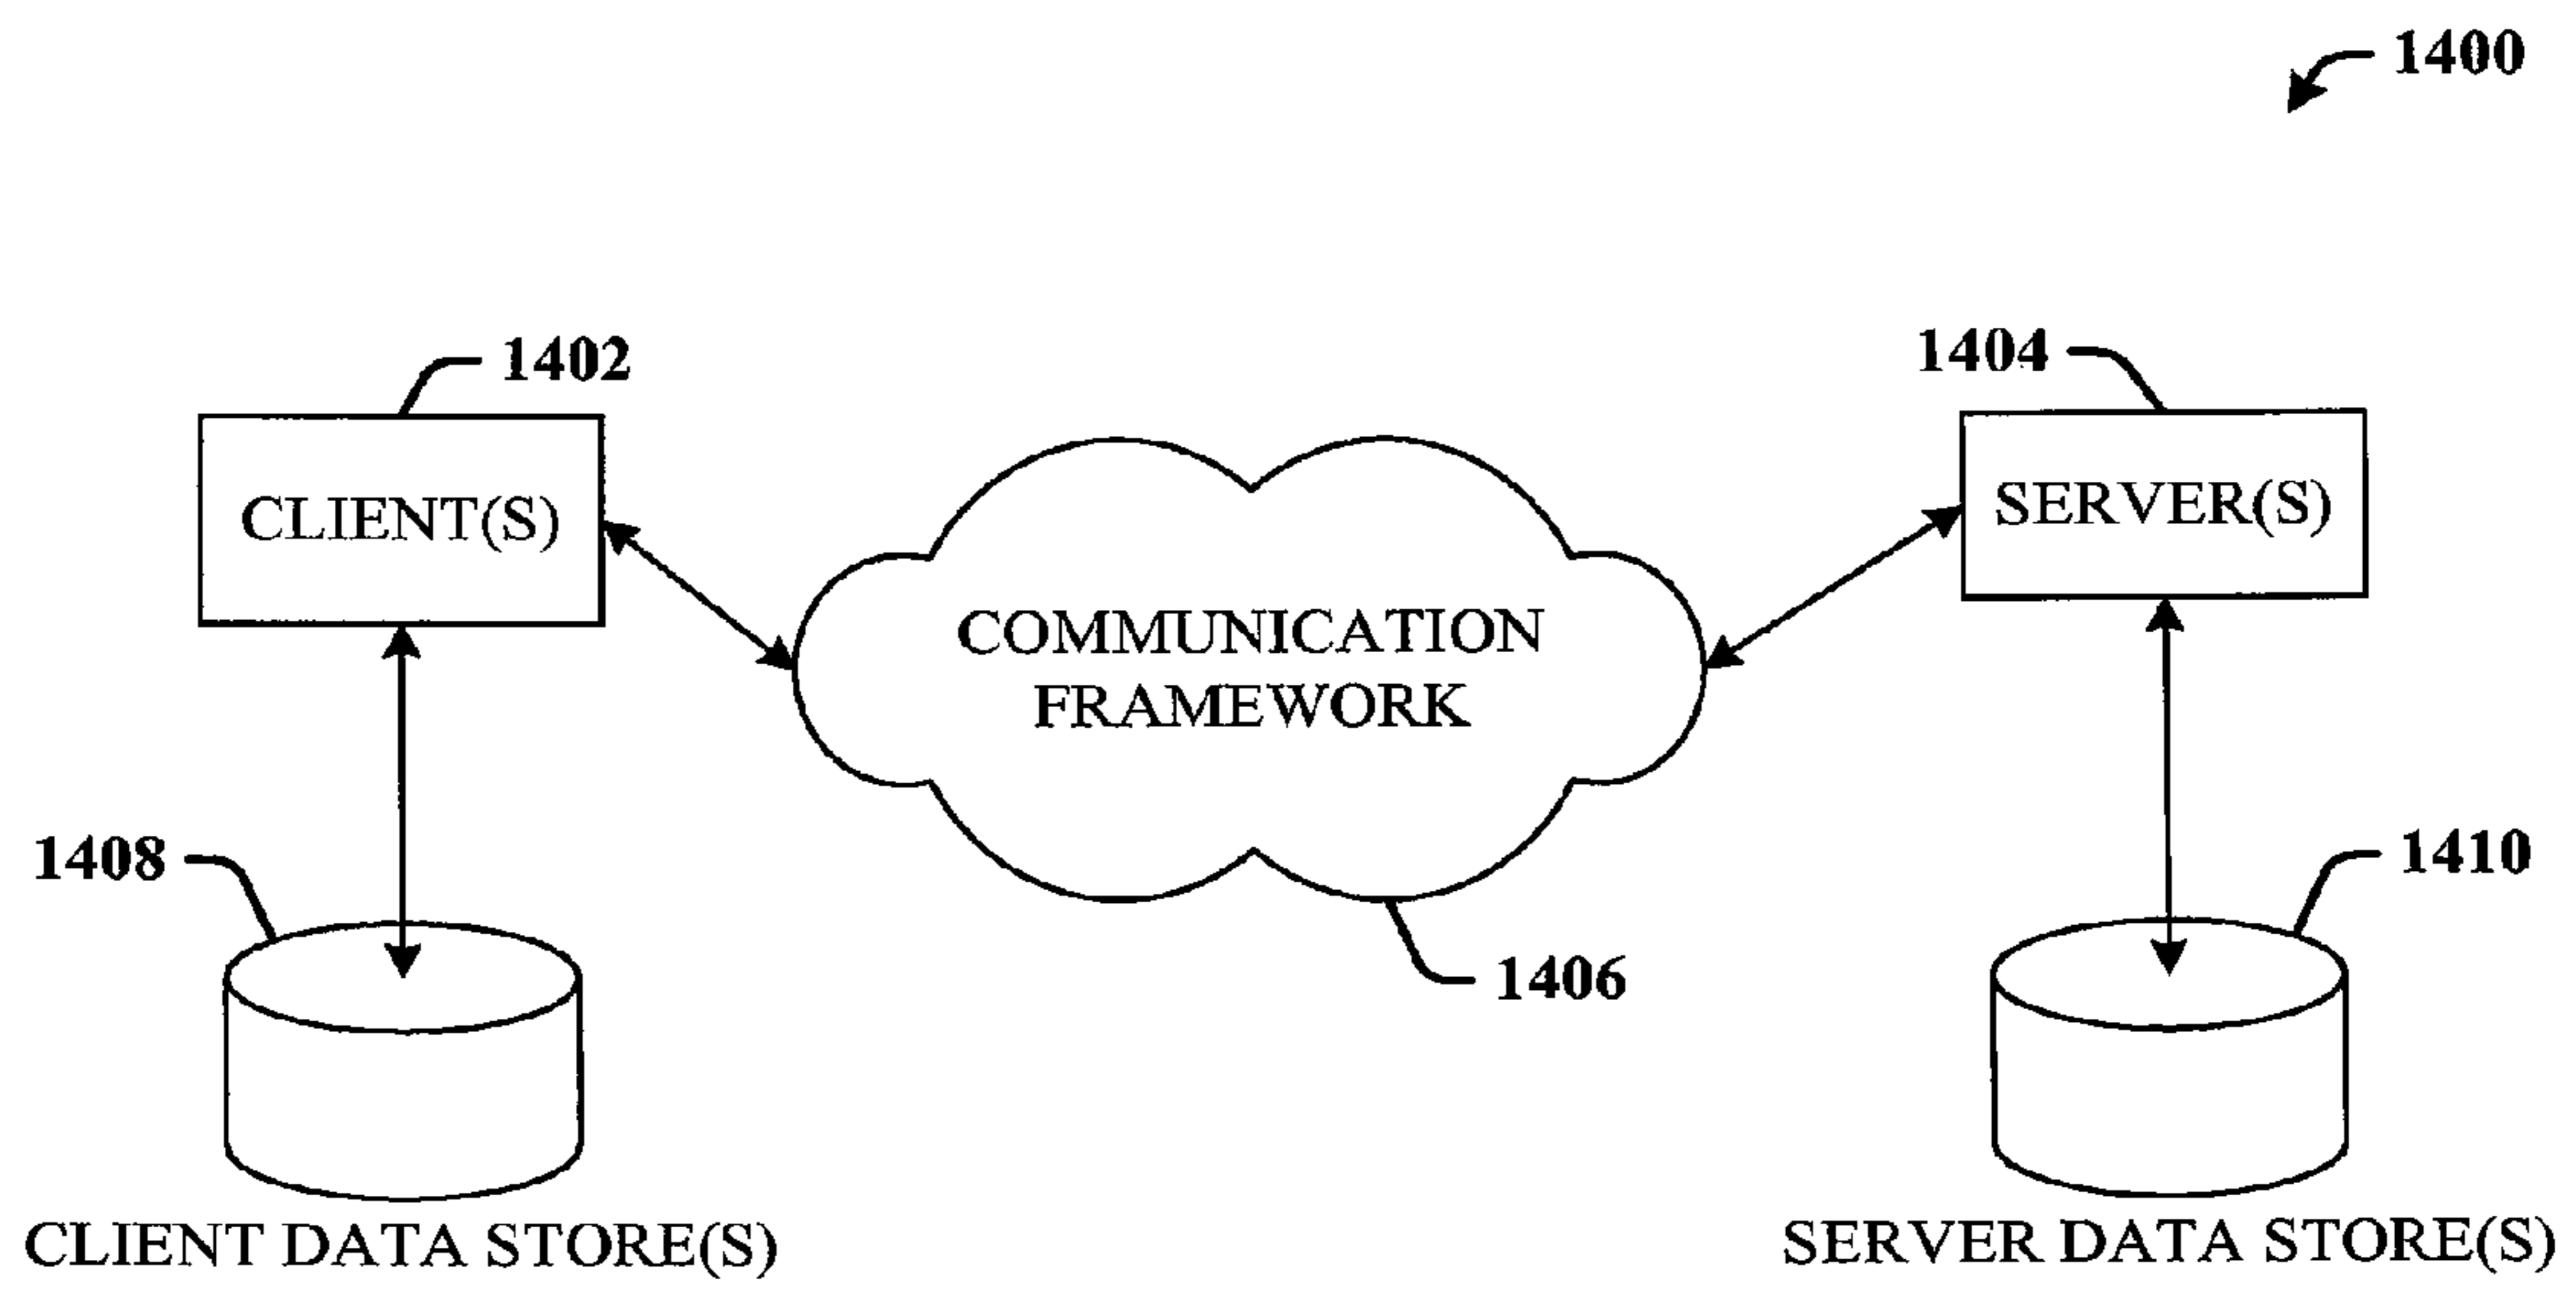 1400
1402
1404
CLIENT(S)
SERVER(S)
COMMUNICATION
FRAMEWORK
1408
1410
1406
CLIENT DATA STORE(S)
SERVER DATA STORE(S)